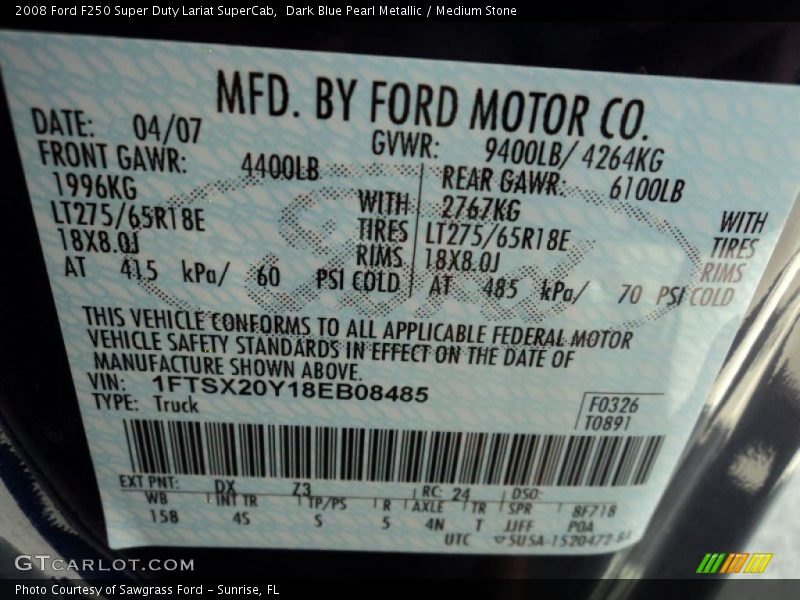 2008 Ford F250 Super Duty Lariat SuperCab, Dark Blue Pearl Metallic / Medium Stone
MFD. BY FORD MOTOR CO.
DATE: 04/07 GVWR: 9400LB/ 4264KG
FRONT GAWR: 4400LB REAR GAWR: 6100LB
1996KG WITH 2767KG WITH
LT275/65R18E TIRES LT275/65R18E TIRES
18X8.0J RIMS 18X8.0J RIMS
AT 415 kPa/ 60 PSI COLD AT 485 kPa/ 70 PSI COLD
THIS VEHICLE CONFORMS TO ALL APPLICABLE FEDERAL MOTOR
VEHICLE SAFETY STANDARDS IN EFFECT ON THE DATE OF
MANUFACTURE SHOWN ABOVE.
VIN: 1FTSX20Y18EB08485
TYPE: Truck
F0326
T0891
EXT PNT: DX Z3 RC: 24 DSO:
WB INT TR TP/PS R AXLE TR SPR 8F718
158 4S S 5 4N T JJFF POA
UTC ▽5USA-1520472-
Ford
GTCARLOT.COM
Photo Courtesy of Sawgrass Ford - Sunrise, FL